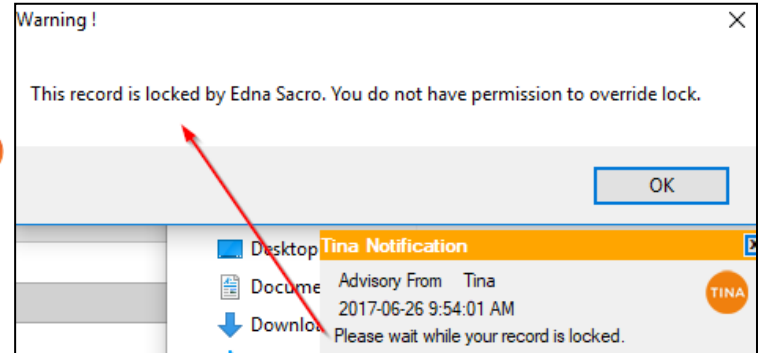 Warning !
This record is locked by Edna Sacro. You do not have permission to override lock.
OK
Desktop
Tina Notification
Docume
Advisory From Tina
TINA
2017-06-26 9:54:01 AM
Downloa
Please wait while your record is locked.